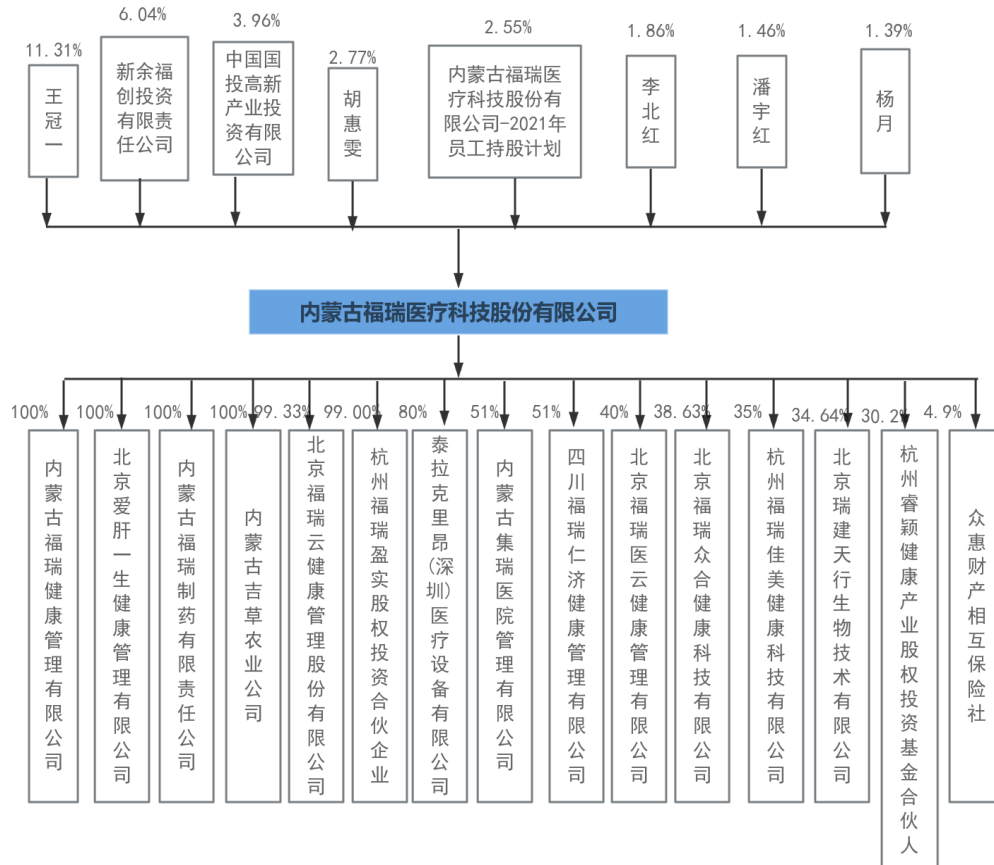 11.31%
王冠一
6.04%
新余福
创投资
有限责
任公司
3.96%
中国国
投高新
产业投
资有限
公司
2.77%
胡惠雯
2.55%
内蒙古福瑞医
疗科技股份有
限公司-2021年
员工持股计划
1.86%
李北红
1.46%
潘宇红
1.39%
杨月
内蒙古福瑞医疗科技股份有限公司
100%
内蒙古福瑞健康管理有限公司
100%
北京爱肝一生健康管理有限公司
100%
内蒙古福瑞制药有限责任公司
100%
内蒙古吉草农业公司
99.33%
北京福瑞云健康管理股份有限公司
99.00%
杭州福瑞盈实股权投资合伙企业
80%
泰拉克里昂(深圳)医疗设备有限公司
51%
内蒙古集瑞医院管理有限公司
51%
四川福瑞仁济健康管理有限公司
40%
北京福瑞医云健康管理有限公司
38.63%
北京福瑞众合健康科技有限公司
35%
杭州福瑞佳美健康科技有限公司
34.64%
北京瑞建天行生物技术有限公司
30.2%
杭州睿颖健康产业股权投资基金合伙人
4.9%
众惠财产相互保险社